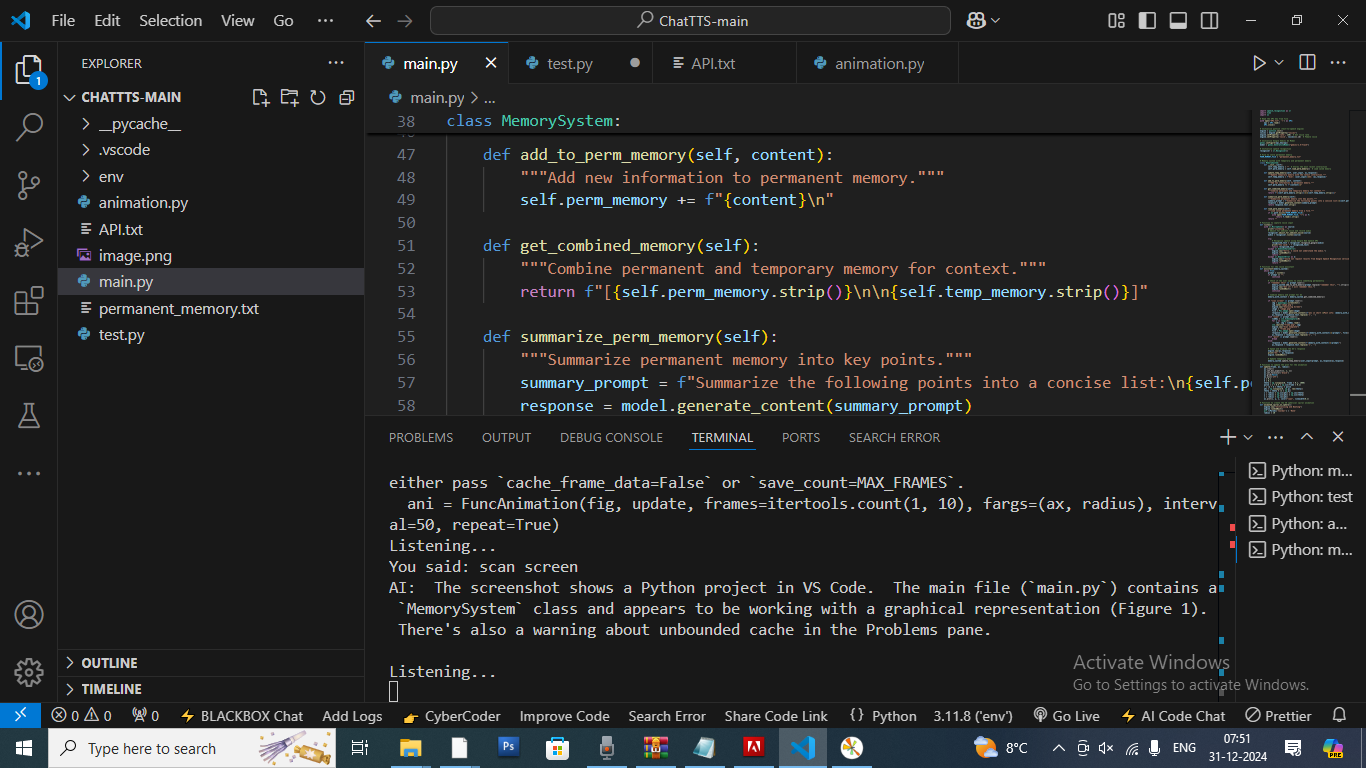 File Edit Selection View Go ··· ChatTTS-main
EXPLORER ···
1
CHATTTS-MAIN
__pycache__
.vscode
env
animation.py
API.txt
image.png
main.py
permanent_memory.txt
test.py
OUTLINE
TIMELINE
main.py test.py API.txt animation.py
main.py > ...
38 class MemorySystem:
47 def add_to_perm_memory(self, content):
48 """Add new information to permanent memory."""
49 self.perm_memory += f"{content}\n"
50
51 def get_combined_memory(self):
52 """Combine permanent and temporary memory for context."""
53 return f"[{self.perm_memory.strip()}\n\n{self.temp_memory.strip()}]"
54
55 def summarize_perm_memory(self):
56 """Summarize permanent memory into key points."""
57 summary_prompt = f"Summarize the following points into a concise list:\n{self.pe
58 response = model.generate_content(summary_prompt)
PROBLEMS OUTPUT DEBUG CONSOLE TERMINAL PORTS SEARCH ERROR
either pass `cache_frame_data=False` or `save_count=MAX_FRAMES`.
ani = FuncAnimation(fig, update, frames=itertools.count(1, 10), fargs=(ax, radius), interv
al=50, repeat=True)
Listening...
You said: scan screen
AI:  The screenshot shows a Python project in VS Code.  The main file (`main.py`) contains a
`MemorySystem` class and appears to be working with a graphical representation (Figure 1).
There's also a warning about unbounded cache in the Problems pane.
Listening...
Python: m...
Python: test
Python: a...
Python: m...
Activate Windows
Go to Settings to activate Windows.
0 0 0 BLACKBOX Chat Add Logs CyberCoder Improve Code Search Error Share Code Link {} Python 3.11.8 ('env') Go Live AI Code Chat Prettier
Type here to search Ps 8°C ENG 07:51 PRE
31-12-2024